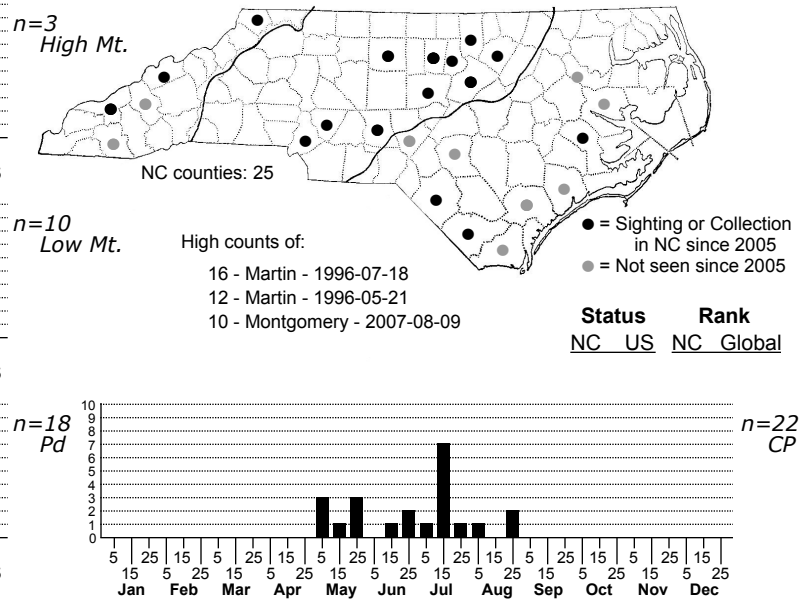 n=3
High Mt.
NC counties: 25
n=10
Low Mt.
High counts of:
16 - Martin - 1996-07-18
12 - Martin - 1996-05-21
10 - Montgomery - 2007-08-09
= Sighting or Collection
in NC since 2005
= Not seen since 2005
Status Rank
NC US NC Global
n=18
Pd
n=22
CP
10
9
8
7
6
5
4
3
2
1
0
5 25 15 5 25 15 5 25 15 5 25 15 5 25 15 5 25 15
15 5 25 15 5 25 15 5 25 15 5 25 15 5 25 15 5 25
Jan Feb Mar Apr May Jun Jul Aug Sep Oct Nov Dec